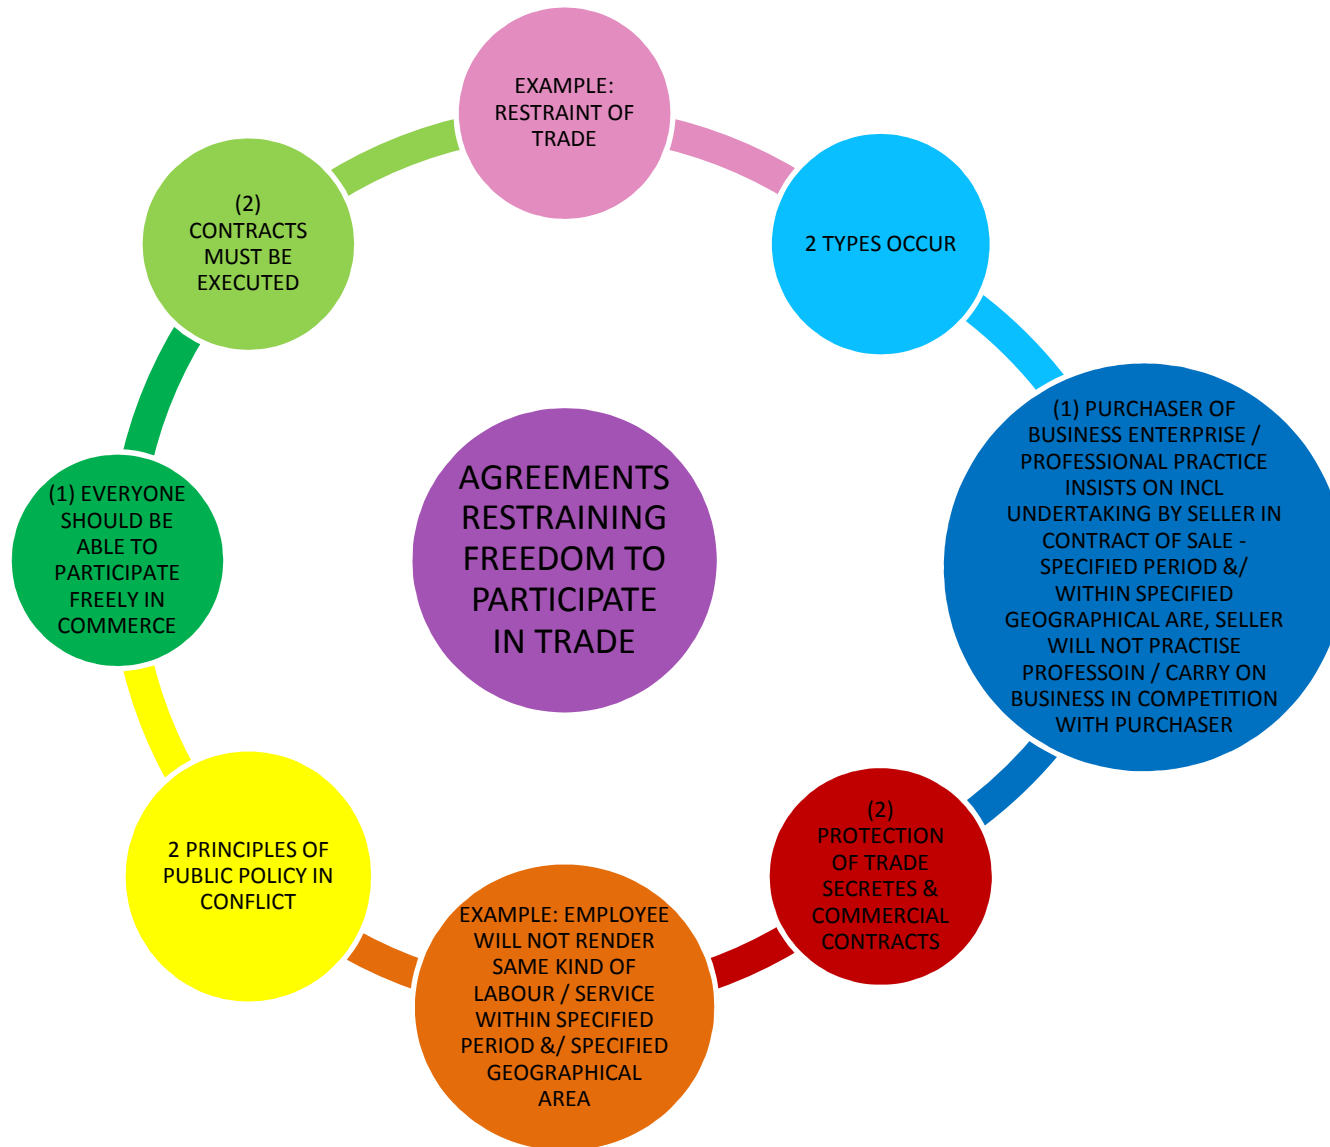 EXAMPLE:
RESTRAINT OF
TRADE
2 TYPES OCCUR
(1) PURCHASER OF
BUSINESS ENTERPRISE /
PROFESSIONAL PRACTICE
INSISTS ON INCL
UNDERTAKING BY SELLER IN
CONTRACT OF SALE -
SPECIFIED PERIOD &/
WITHIN SPECIFIED
GEOGRAPHICAL ARE, SELLER
WILL NOT PRACTISE
PROFESSOIN / CARRY ON
BUSINESS IN COMPETITION
WITH PURCHASER
(2)
PROTECTION
OF TRADE
SECRETES &
COMMERCIAL
CONTRACTS
EXAMPLE: EMPLOYEE
WILL NOT RENDER
SAME KIND OF
LABOUR / SERVICE
WITHIN SPECIFIED
PERIOD &/ SPECIFIED
GEOGRAPHICAL
AREA
2 PRINCIPLES OF
PUBLIC POLICY IN
CONFLICT
(1) EVERYONE
SHOULD BE
ABLE TO
PARTICIPATE
FREELY IN
COMMERCE
(2)
CONTRACTS
MUST BE
EXECUTED
AGREEMENTS
RESTRAINING
FREEDOM TO
PARTICIPATE
IN TRADE